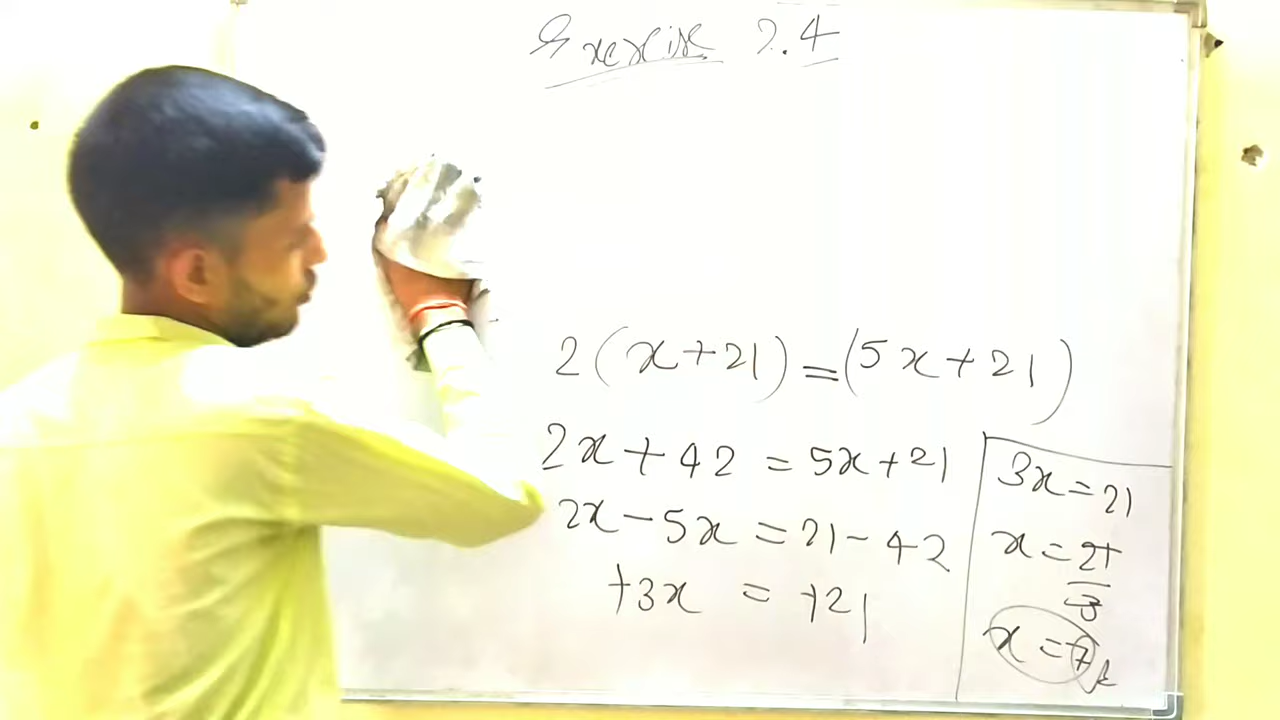 Exercise 2.4
2(x+21)=(5x+21)
2x+42=5x+21
2x-5x=21-42
+3x=+21
3x=21
x=21/3
x=7